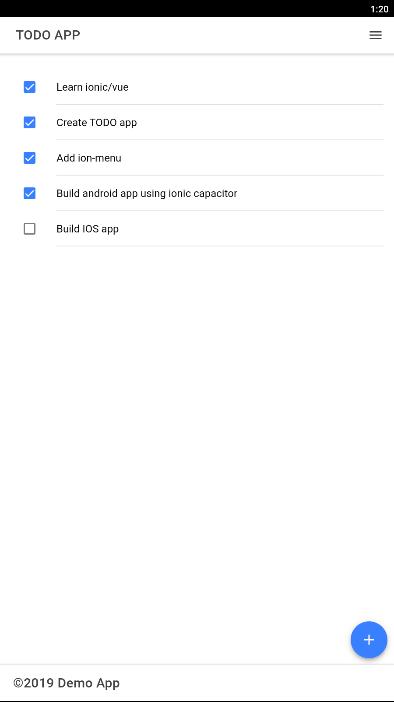 1:20
TODO APP
Learn ionic/vue
Create TODO app
Add ion-menu
Build android app using ionic capacitor
Build IOS app
©2019 Demo App